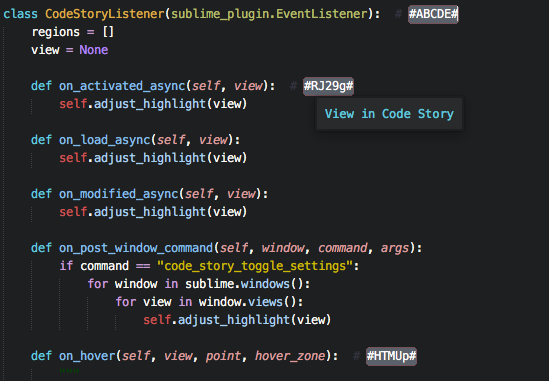 class CodeStoryListener(sublime_plugin.EventListener):  # #ABCDE#
    regions = []
    view = None

    def on_activated_async(self, view):  # #RJ29g#
        self.adjust_highlight(view)
View in Code Story

    def on_load_async(self, view):
        self.adjust_highlight(view)

    def on_modified_async(self, view):
        self.adjust_highlight(view)

    def on_post_window_command(self, window, command, args):
        if command == "code_story_toggle_settings":
            for window in sublime.windows():
                for view in window.views():
                    self.adjust_highlight(view)

    def on_hover(self, view, point, hover_zone):  # #HTMUp#
        """